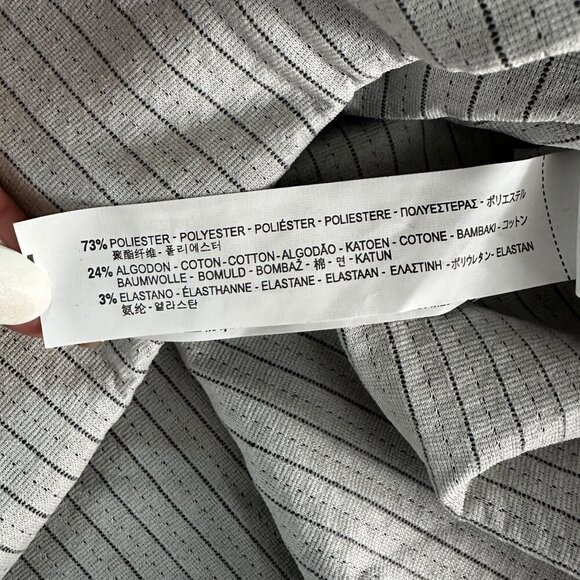 73% POLIESTER - POLYESTER - POLIÉSTER - POLIESTERE - ΠΟΛΥΕΣΤΕΡΑΣ - ポリエステル
聚酯纤维 - 폴리에스터
24% ALGODON - COTON - COTTON - ALGODÃO - KATOEN - COTONE - BAMBAKI - コットン
BAUMWOLLE - BOMULD - BOMBAŽ - 棉 - 면 - KATUN
3% ELASTANO - ÉLASTHANNE - ELASTANE - ELASTAAN - ΕΛΑΣΤΙΝΗ - ポリウレタン - ELASTAN
氨纶 - 엘라스탄